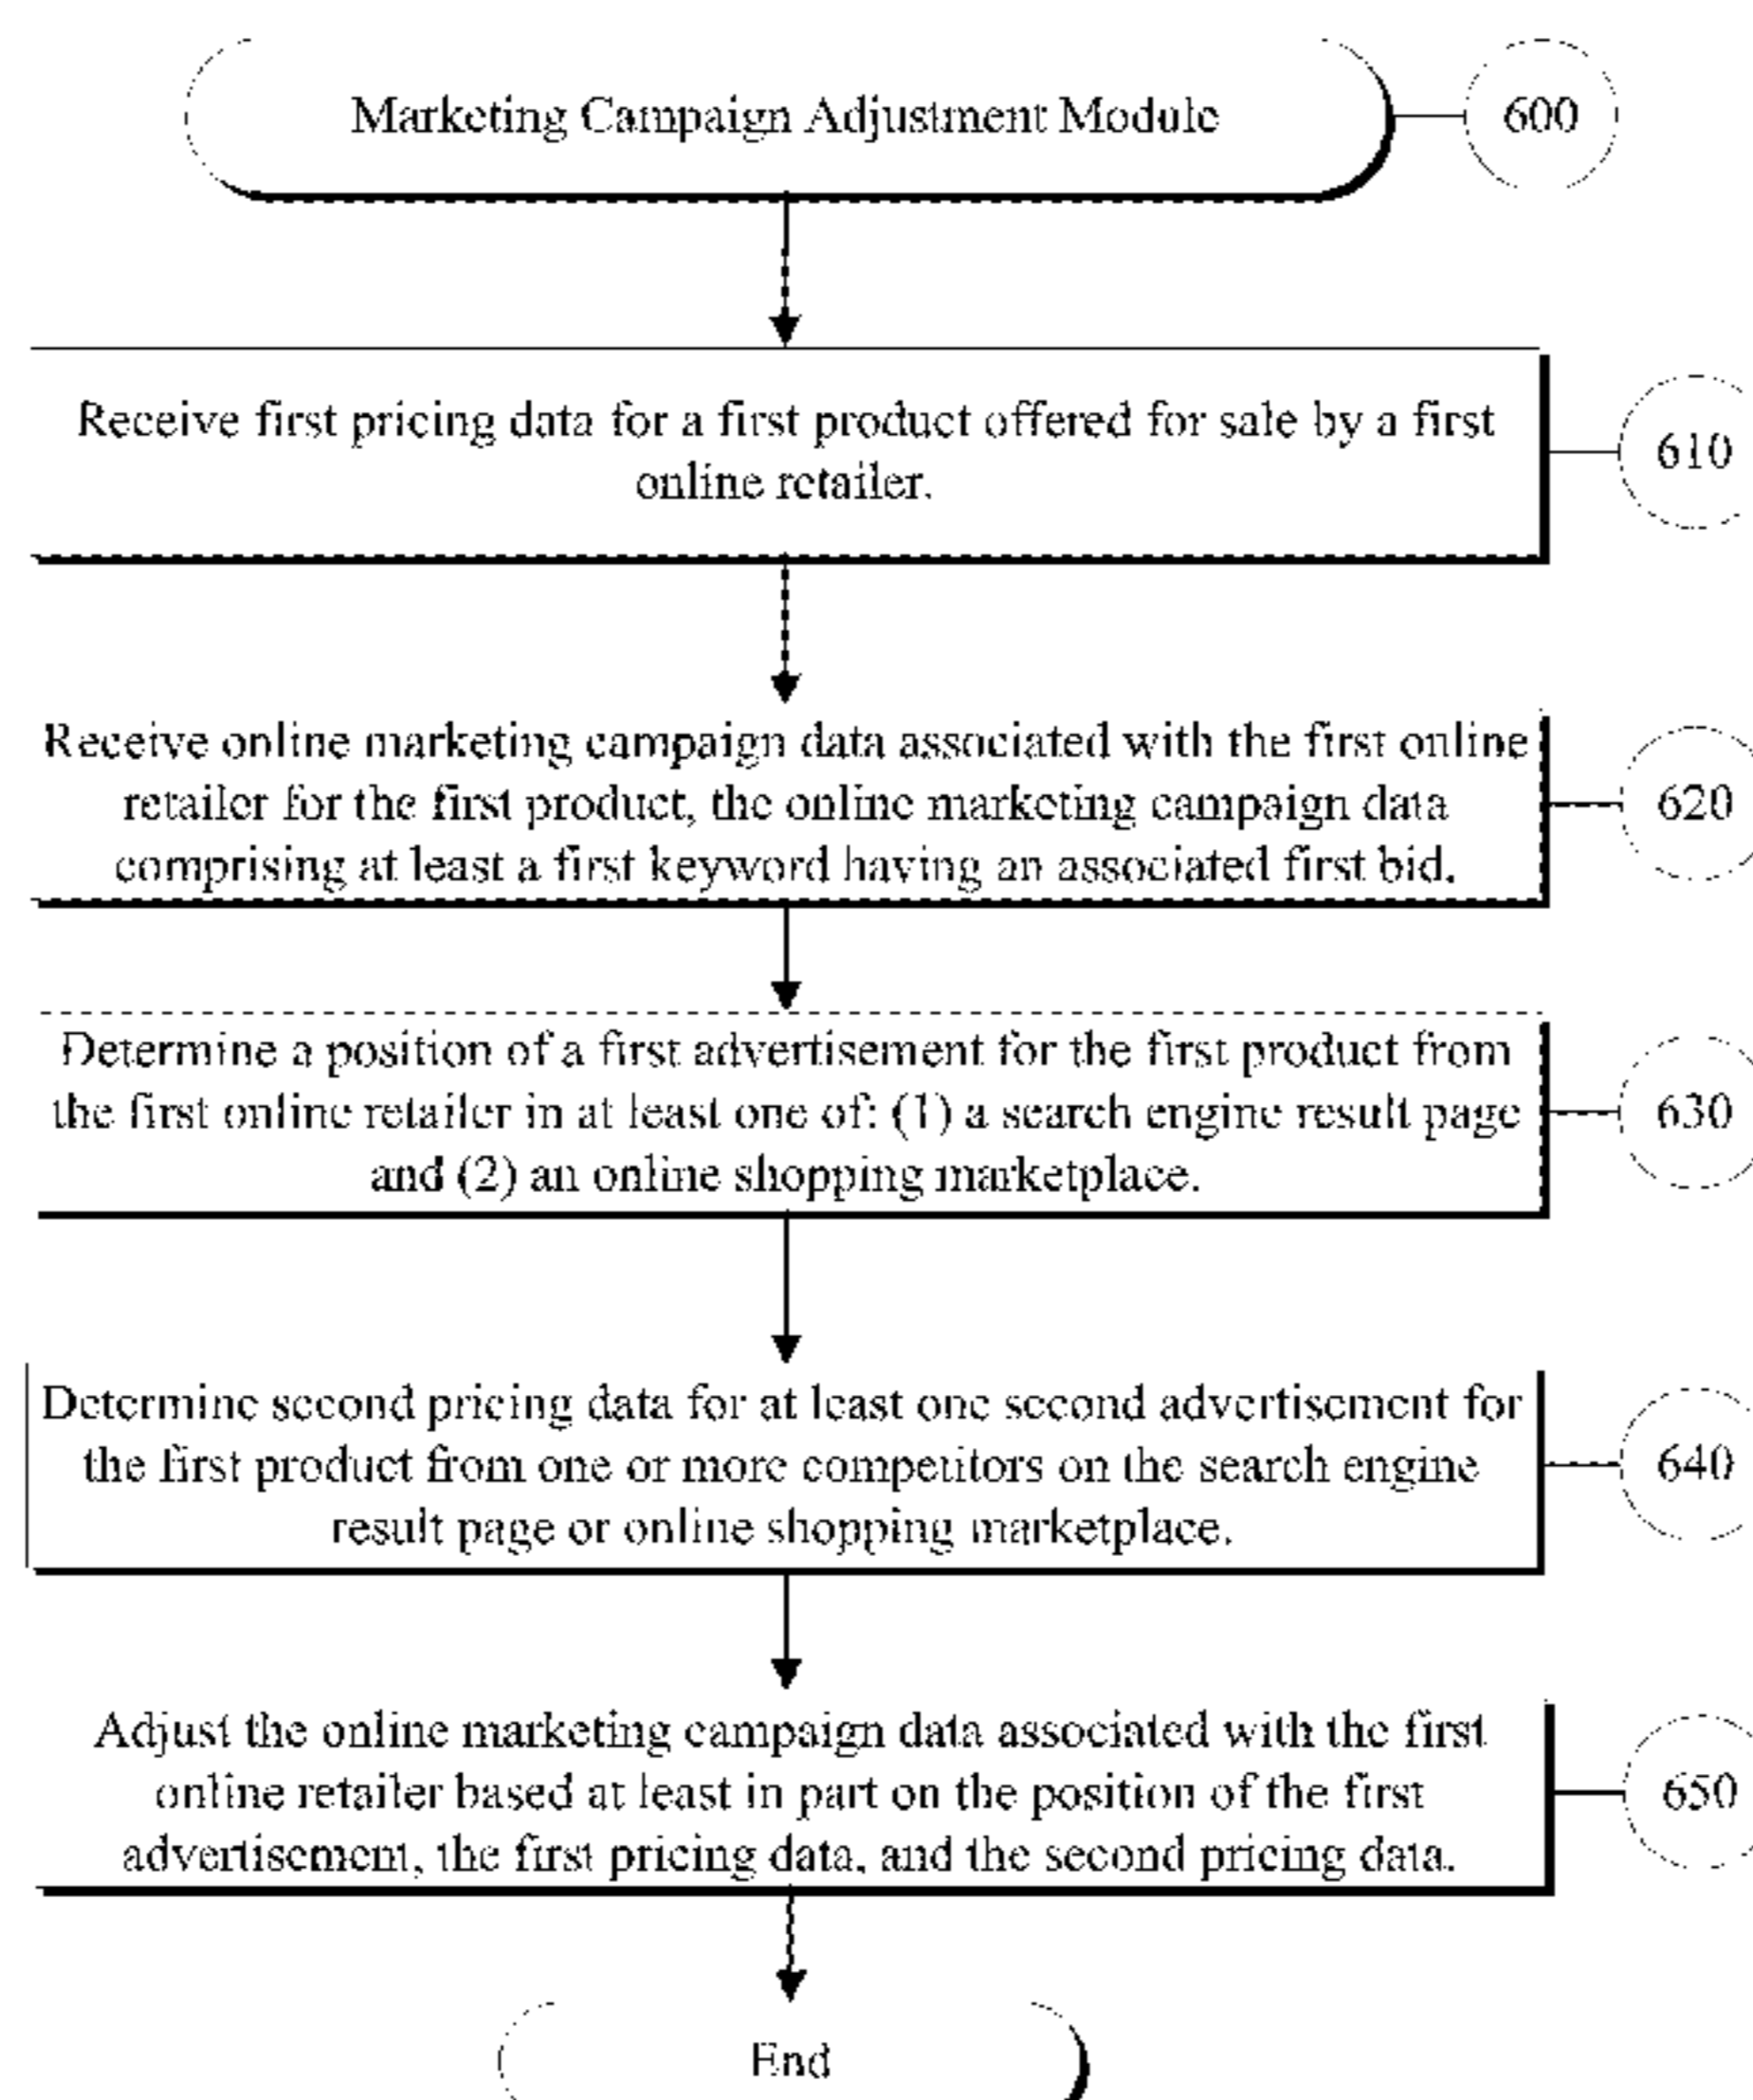 Marketing Campaign Adjustment Module
600
Receive first pricing data for a first product offered for sale by a first
online retailer.
610
Receive online marketing campaign data associated with the first online
retailer for the first product, the online marketing campaign data
comprising at least a first keyword having an associated first bid.
620
Determine a position of a first advertisement for the first product from
the first online retailer in at least one of: (1) a search engine result page
and (2) an online shopping marketplace.
630
Determine second pricing data for at least one second advertisement for
the first product from one or more competitors on the search engine
result page or online shopping marketplace.
640
Adjust the online marketing campaign data associated with the first
online retailer based at least in part on the position of the first
advertisement, the first pricing data, and the second pricing data.
650
End